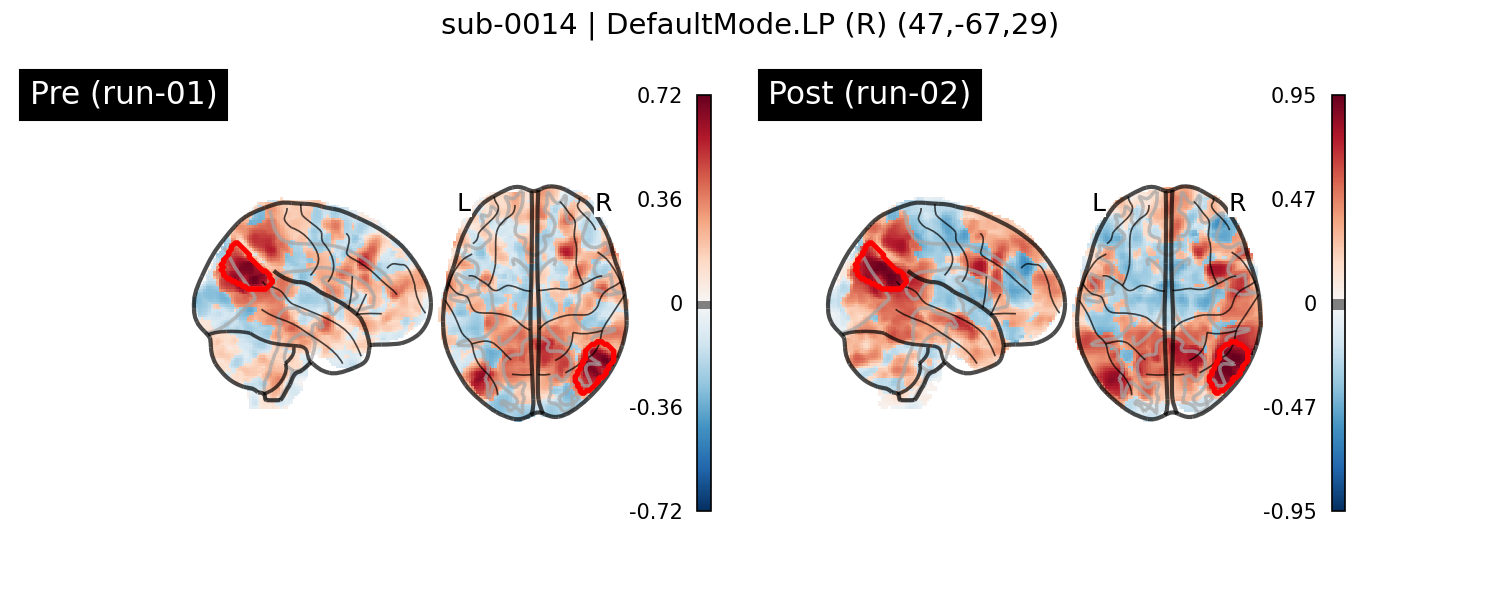 sub-0014 | DefaultMode.LP (R) (47,-67,29)
Pre (run-01)
0.72
0.36
0
-0.36
-0.72
L
R
Post (run-02)
0.95
0.47
0
-0.47
-0.95
L
R